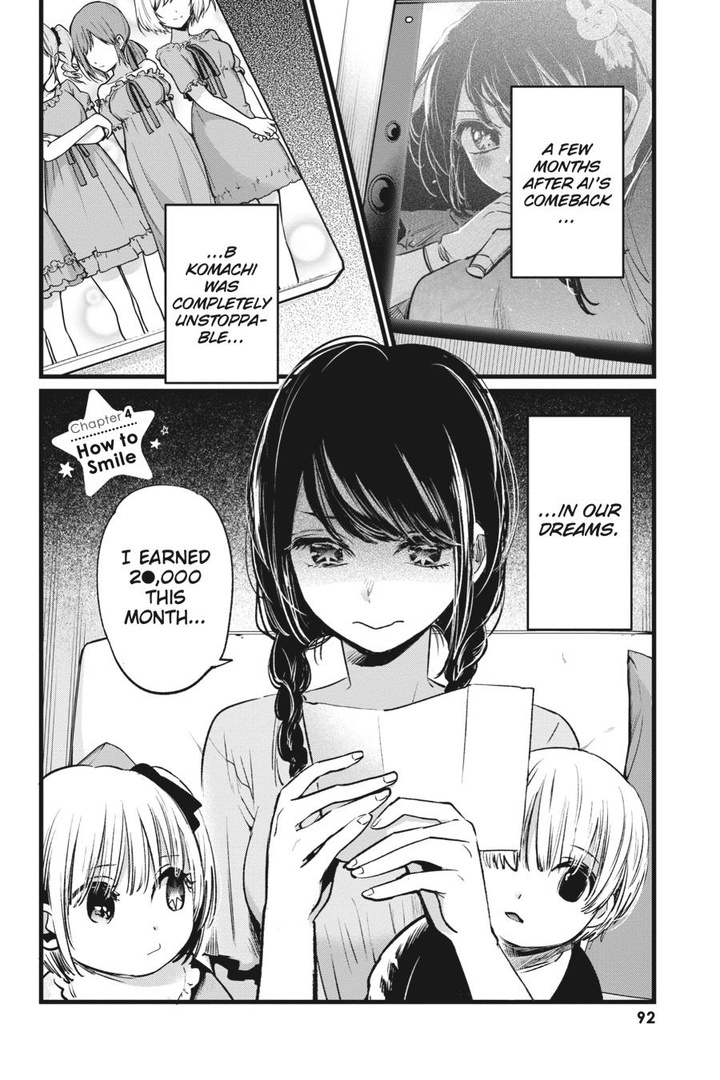 A FEW
MONTHS
AFTER AI'S
COMEBACK
...
...B
KOMACHI
WAS
COMPLETELY
UNSTOPPA-
BLE...
Chapter 4
How to
Smile
...IN OUR
DREAMS.
I EARNED
2●,000
THIS
MONTH...
92